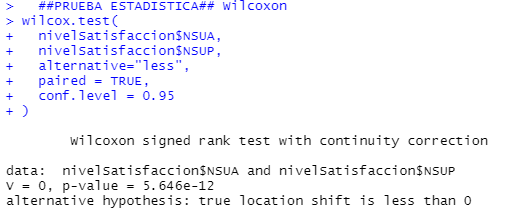 >   ##PRUEBA ESTADISTICA## wilcoxon
> wilcox.test(
+   nivelSatisfaccion$NSUA,
+   nivelSatisfaccion$NSUP,
+   alternative="less",
+   paired = TRUE,
+   conf.level = 0.95
+ )
Wilcoxon signed rank test with continuity correction
data:  nivelSatisfaccion$NSUA and nivelSatisfaccion$NSUP
V = 0, p-value = 5.646e-12
alternative hypothesis: true location shift is less than 0